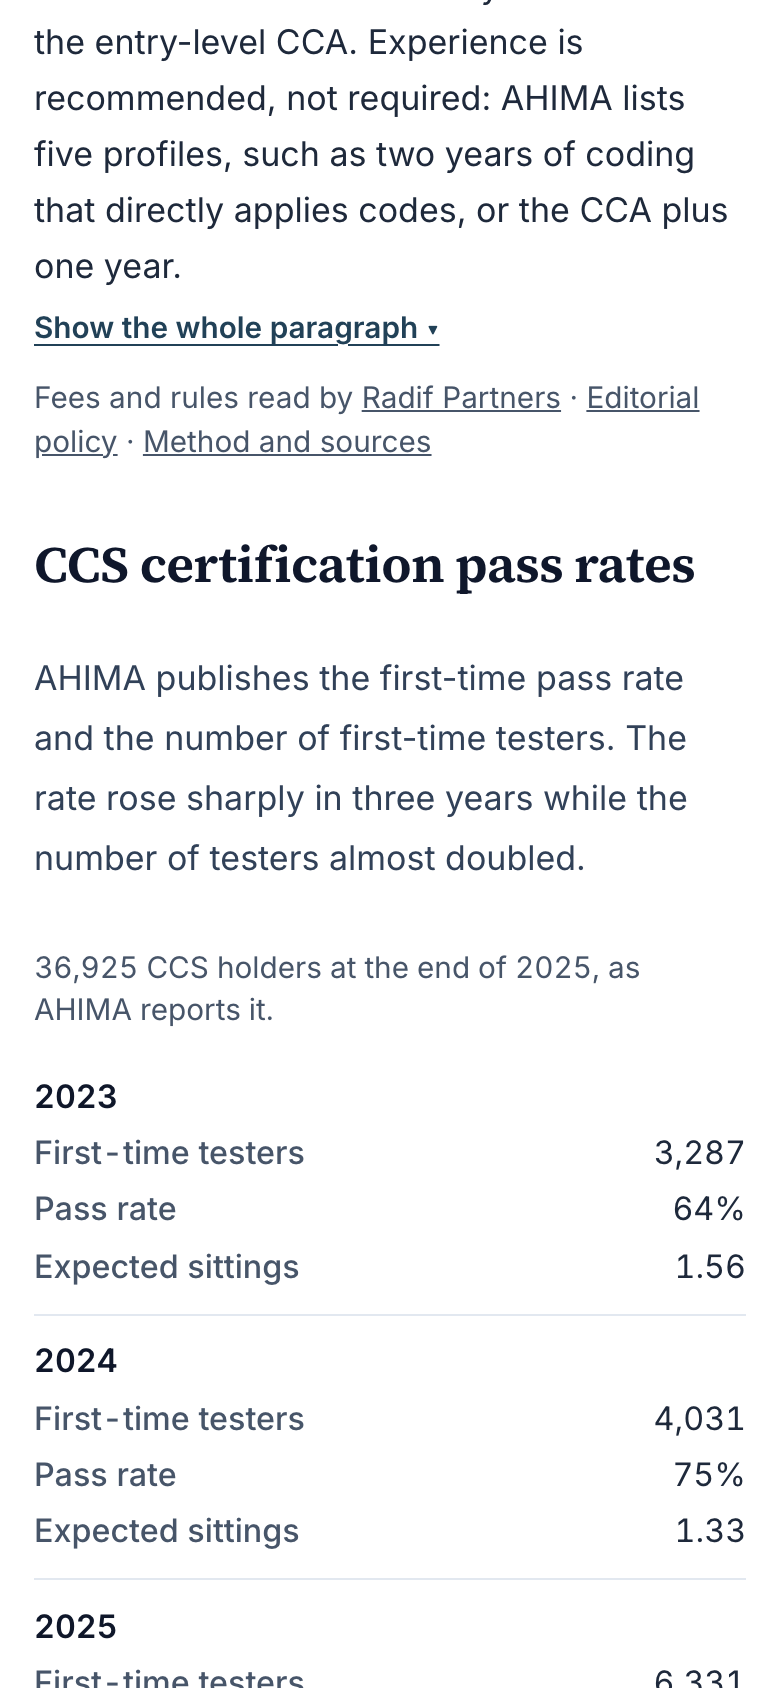 the entry-level CCA. Experience is
recommended, not required: AHIMA lists
five profiles, such as two years of coding
that directly applies codes, or the CCA plus
one year.
Show the whole paragraph ▾
Fees and rules read by Radif Partners · Editorial
policy · Method and sources
CCS certification pass rates
AHIMA publishes the first-time pass rate
and the number of first-time testers. The
rate rose sharply in three years while the
number of testers almost doubled.
36,925 CCS holders at the end of 2025, as
AHIMA reports it.
2023
First-time testers 3,287
Pass rate 64%
Expected sittings 1.56
2024
First-time testers 4,031
Pass rate 75%
Expected sittings 1.33
2025
First-time testers 6,331